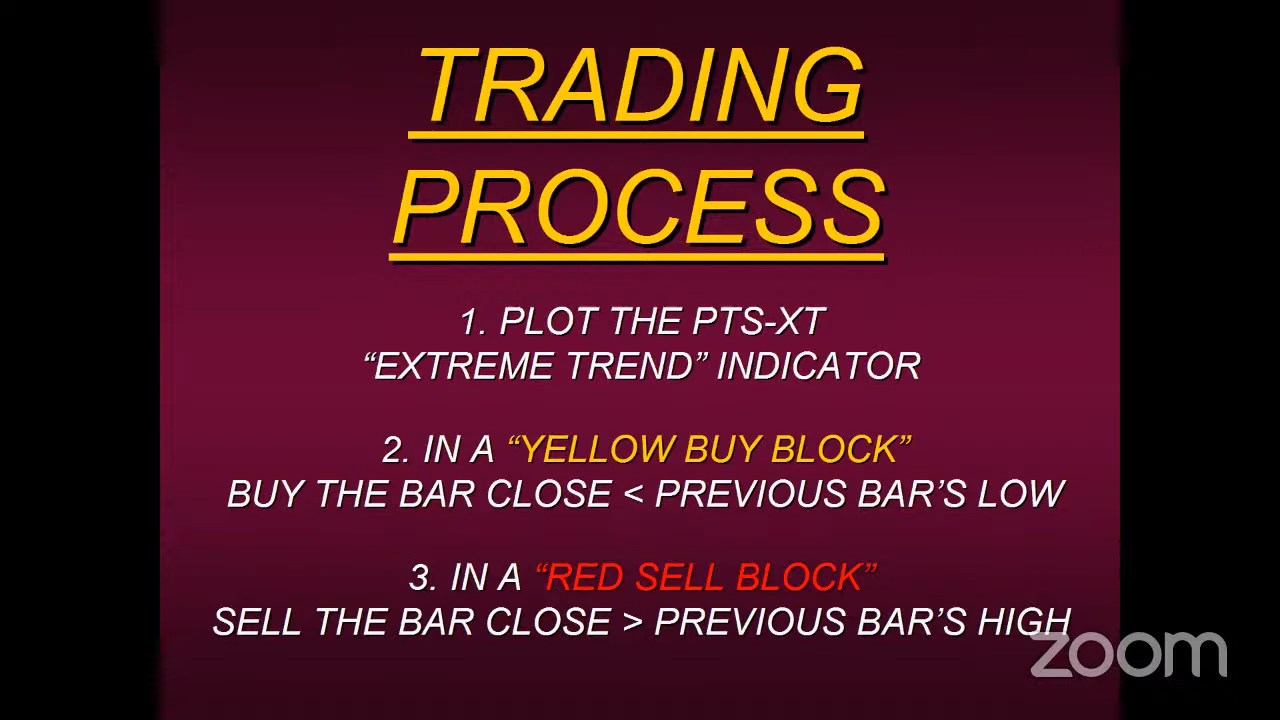 TRADING
PROCESS
1. PLOT THE PTS-XT
“EXTREME TREND” INDICATOR
2. IN A “YELLOW BUY BLOCK”
BUY THE BAR CLOSE < PREVIOUS BAR’S LOW
3. IN A “RED SELL BLOCK”
SELL THE BAR CLOSE > PREVIOUS BAR’S HIGH
zoom